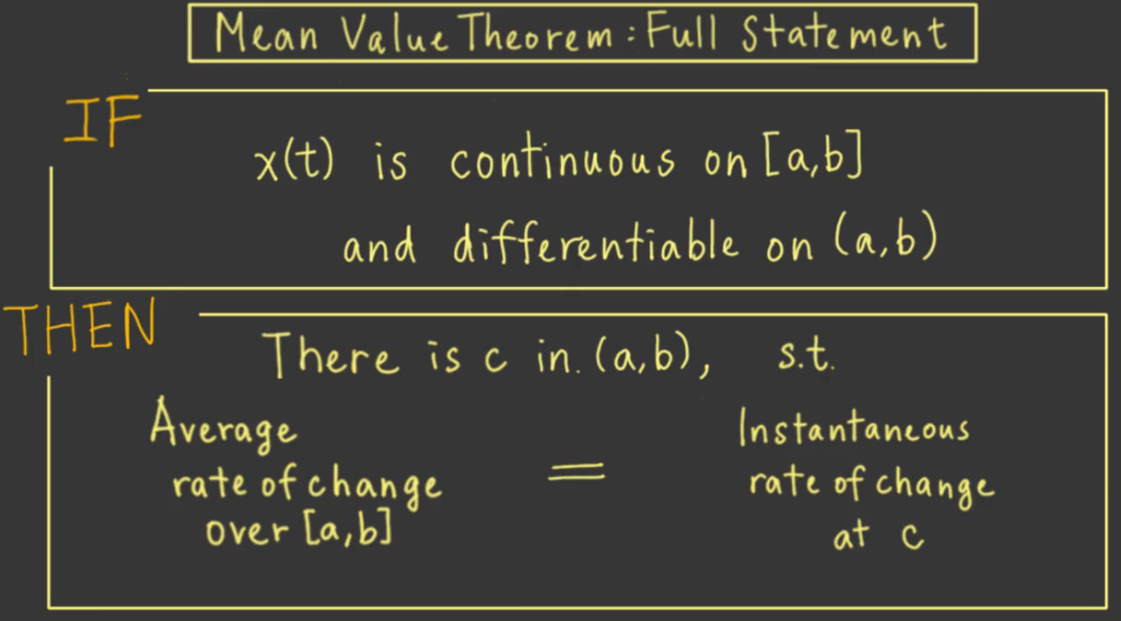 Mean Value Theorem: Full Statement
IF
x(t) is continuous on [a,b]
and differentiable on (a,b)
THEN
There is c in. (a,b), s.t.
Average
rate of change
over [a,b]
=
Instantaneous
rate of change
at c